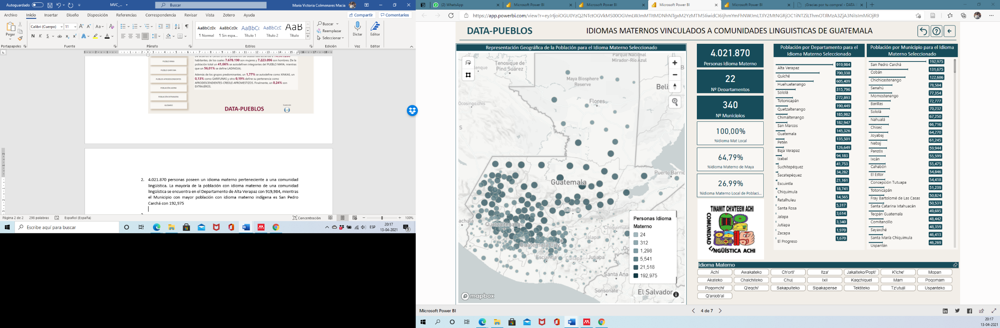 Autoguardado
MVC_...
Buscar
Maria Victoria Colmenares Macia
Archivo Inicio Insertar Diseño Disposición Referencias Correspondencia Revisar Vista Zotero Ayuda
Compartir Comentarios
Pegar
Calibri (Cuerpo) 11
N K S ab x₂ x²
AaBbCcDc AaBbCcDc AaBbCc AaBbCcE AaB
¶ Normal ¶ Sin espa... Título 1 Título 2 Título
Buscar
Reemplazar
Seleccionar
Dictar
Editor
Portapapeles Fuente Párrafo Estilos Edición Voz Editor
PUEBLO XINKA
PUEBLO GARIFUNA
PUEBLOS AFRODESCENDIENTES
POBLACIÓN LADINA
POBLACIÓN EXTRANJERA
GLOSARIO
habitantes, de los cuales 7.678.190 son mujeres y 7.223.096 son hombres. De la
población total un 41,66% se autodefinen integrantes del PUEBLO MAYA, mientras
que un 56,01% se define LADINO(A).
Además de los grupos predominantes, un 1,77% se autodefine como XINKAS, un
0,13% como GARIFUNAS y otro 0,19% define su pertenencia como
AFRODESCENDIENTES-CREOLE-AFROMESTIZOS. Finalmente, un 0,24% son
EXTRAJEROS.
DATA-PUEBLOS
Guatemala
2. 4.021.870 personas poseen un idioma materno perteneciente a una comunidad
lingüística. La mayoría de la población con idioma materno de una comunidad
lingüística se encuentra en el Departamento de Alta Verapaz con 919,984, mientras
el Municipio con mayor población con idioma materno indígena es San Pedro
Carchá con 192,975
Página 2 de 2 298 palabras Español (España)
Concentración
100%
Escribe aquí para buscar
ESP
20:17
13-04-2021
(2) WhatsApp
Microsoft Power BI
Microsoft Power BI
Microsoft Power BI
Microsoft Power BI
¡Gracias por tu compra! - DATA
https://app.powerbi.com/view?r=eyJrIjoiOGU0YzQ2NTctOGVkMS00OGVmLWJmMTItMDNhNTgxM2YzMTM5IiwidCI6IjhmYmFhNWJmLTJlY2MtNGRjOC1iNTZiLThmOTJlMzA3ZjA3NiIsImMiOjR9
DATA-PUEBLOS
IDIOMAS MATERNOS VINCULADOS A COMUNIDADES LINGUISTICAS DE GUATEMALA
Representación Geográfica de la Población para el Idioma Materno Seleccionado
Parque Nacional
Mirador-Río Azul
Tenosique de
Pino Suárez
lenque
Maya Biosphere
Reserve
Beli
Flores
Ocosingo
chis
S
Puerto Barric
Guatemala
achula
Quetzaltenango
Guatemala City
Chiquimula
Jalapa
Escuintla
Cuilapa
Jutiapa
Santa Ana
Sonsonate
El Salvador
mapbox
Personas Idioma
Materno
24
312
1,298
5,541
21,518
192,975
4.021.870
Personas Idioma Materno
22
Nº Departamentos
340
Nº Municipios
100,00%
%Idioma Mat Local
64,79%
%Idioma Materno de Maya
26,99%
%Idioma Materno Local de Poblaci...
TINAMIT CH'ATEEM ACHI
COMUNIDAD
LINGÜÍSTICA ACHI
Población por Departamento para el
Idioma Materno Seleccionado
Alta Verapaz 919,984
Quiché 700,338
Huehuetenango 605,409
Sololá 315,796
Totonicapán 272,893
Quetzaltenango 190,449
Chimaltenango 185,982
San Marcos 182,947
Guatemala 145,326
Petén 135,501
Baja Verapaz 126,649
Izabal 94,183
Suchitepéquez 41,753
Sacatepéquez 34,282
Escuintla 21,161
Chiquimula 18,741
Retalhuleu 14,565
Santa Rosa 5,317
Jalapa 3,614
Jutiapa 3,340
Zacapa 1,970
El Progreso 1,670
Población por Municipio para el Idioma
Materno Seleccionado
San Pedro Carchá 192,975
Cobán 131,675
Chichicastenango 122,686
Senahú 78,584
Momostenango 77,354
Barillas 72,777
Sololá 70,232
Nahualá 67,250
Chisec 66,716
Joyabaj 64,270
Nebaj 61,245
Panzós 59,944
Ixcán 55,599
Cahabón 55,475
El Estor 54,846
Concepción Tutuapa 54,418
Totonicapán 51,239
Fray Bartolomé de Las Casas 50,824
Santa Catarina Ixtahuacán 50,531
Tecpán Guatemala 49,695
Comitancillo 48,442
Sayaxché 48,359
Santa María Chiquimula 46,413
Uspantán 46,269
Idioma Materno
Achí Awakateko Ch'orti' Itza' Jakalteko/Popti' K'iche' Mopan
Akateko Chalchiteko Chuj Ixil Kaqchiquel Mam Poqomam
Poqomchi' Q'eqchi' Sakapulteko Sipakapense Tektiteko Tz'utujil Uspanteko
Q'anjob'al
Microsoft Power BI
4 de 7
20:17
13-04-2021